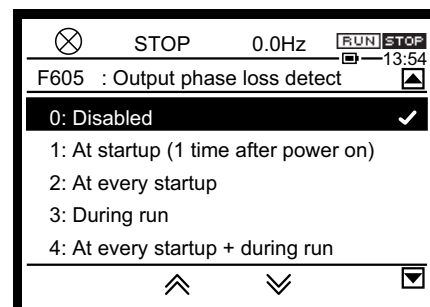 STOP 0.0Hz RUN STOP
13:54
F605 : Output phase loss detect
0: Disabled
1: At startup (1 time after power on)
2: At every startup
3: During run
4: At every startup + during run